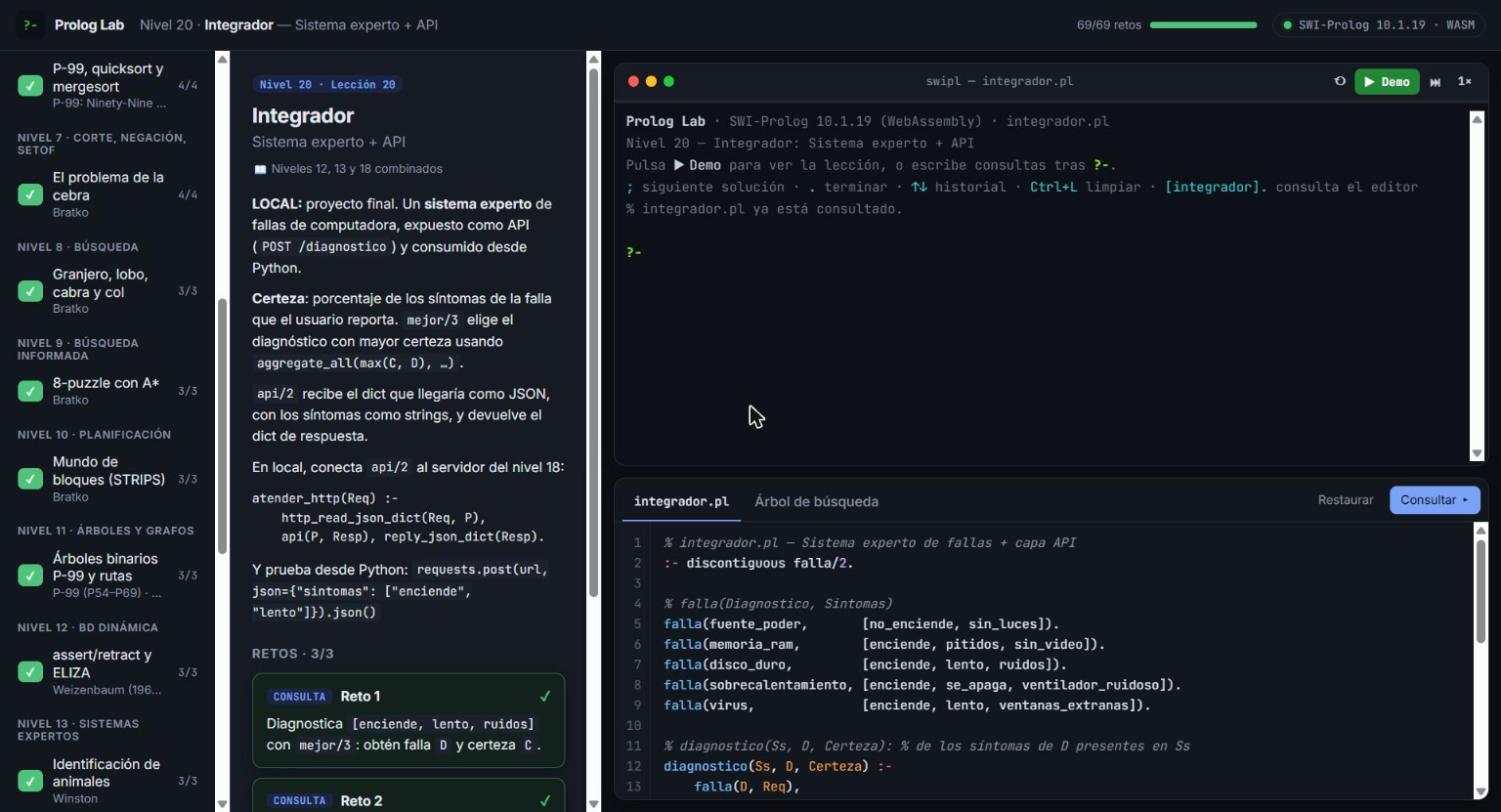 ?- Prolog Lab Nivel 20 · Integrador — Sistema experto + API
69/69 retos
SWI-Prolog 10.1.19 · WASM
P-99, quicksort y
mergesort
4/4
P-99: Ninety-Nine ...
NIVEL 7 · CORTE, NEGACIÓN,
SETOF
El problema de la
cebra
4/4
Bratko
NIVEL 8 · BÚSQUEDA
Granjero, lobo,
cabra y col
3/3
Bratko
NIVEL 9 · BÚSQUEDA
INFORMADA
8-puzzle con A*
3/3
Bratko
NIVEL 10 · PLANIFICACIÓN
Mundo de
bloques (STRIPS)
3/3
Bratko
NIVEL 11 · ÁRBOLES Y GRAFOS
Árboles binarios
P-99 y rutas
3/3
P-99 (P54–P69) · ...
NIVEL 12 · BD DINÁMICA
assert/retract y
ELIZA
3/3
Weizenbaum (196...
NIVEL 13 · SISTEMAS
EXPERTOS
Identificación de
animales
3/3
Winston
Nivel 20 · Lección 20
Integrador
Sistema experto + API
Niveles 12, 13 y 18 combinados
LOCAL: proyecto final. Un sistema experto de
fallas de computadora, expuesto como API
( POST /diagnostico ) y consumido desde
Python.
Certeza: porcentaje de los síntomas de la falla
que el usuario reporta. mejor/3 elige el
diagnóstico con mayor certeza usando
aggregate_all(max(C, D), …) .
api/2 recibe el dict que llegaría como JSON,
con los síntomas como strings, y devuelve el
dict de respuesta.
En local, conecta api/2 al servidor del nivel 18:
atender_http(Req) :-
http_read_json_dict(Req, P),
api(P, Resp), reply_json_dict(Resp).
Y prueba desde Python: requests.post(url,
json={"sintomas": ["enciende",
"lento"]}).json()
RETOS · 3/3
CONSULTA Reto 1 ✓
Diagnostica [enciende, lento, ruidos]
con mejor/3 : obtén falla D y certeza C .
CONSULTA Reto 2 ✓
swipl — integrador.pl
▶ Demo
1×
Prolog Lab · SWI-Prolog 10.1.19 (WebAssembly) · integrador.pl
Nivel 20 — Integrador: Sistema experto + API
Pulsa ▶ Demo para ver la lección, o escribe consultas tras ?-.
; siguiente solución · . terminar · ↑↓ historial · Ctrl+L limpiar · [integrador]. consulta el editor
% integrador.pl ya está consultado.
?-
integrador.pl Árbol de búsqueda
Restaurar
Consultar ‣
1 % integrador.pl — Sistema experto de fallas + capa API
2 :- discontiguous falla/2.
3
4 % falla(Diagnostico, Sintomas)
5 falla(fuente_poder, [no_enciende, sin_luces]).
6 falla(memoria_ram, [enciende, pitidos, sin_video]).
7 falla(disco_duro, [enciende, lento, ruidos]).
8 falla(sobrecalentamiento, [enciende, se_apaga, ventilador_ruidoso]).
9 falla(virus, [enciende, lento, ventanas_extranas]).
10
11 % diagnostico(Ss, D, Certeza): % de los síntomas de D presentes en Ss
12 diagnostico(Ss, D, Certeza) :-
13 falla(D, Req),